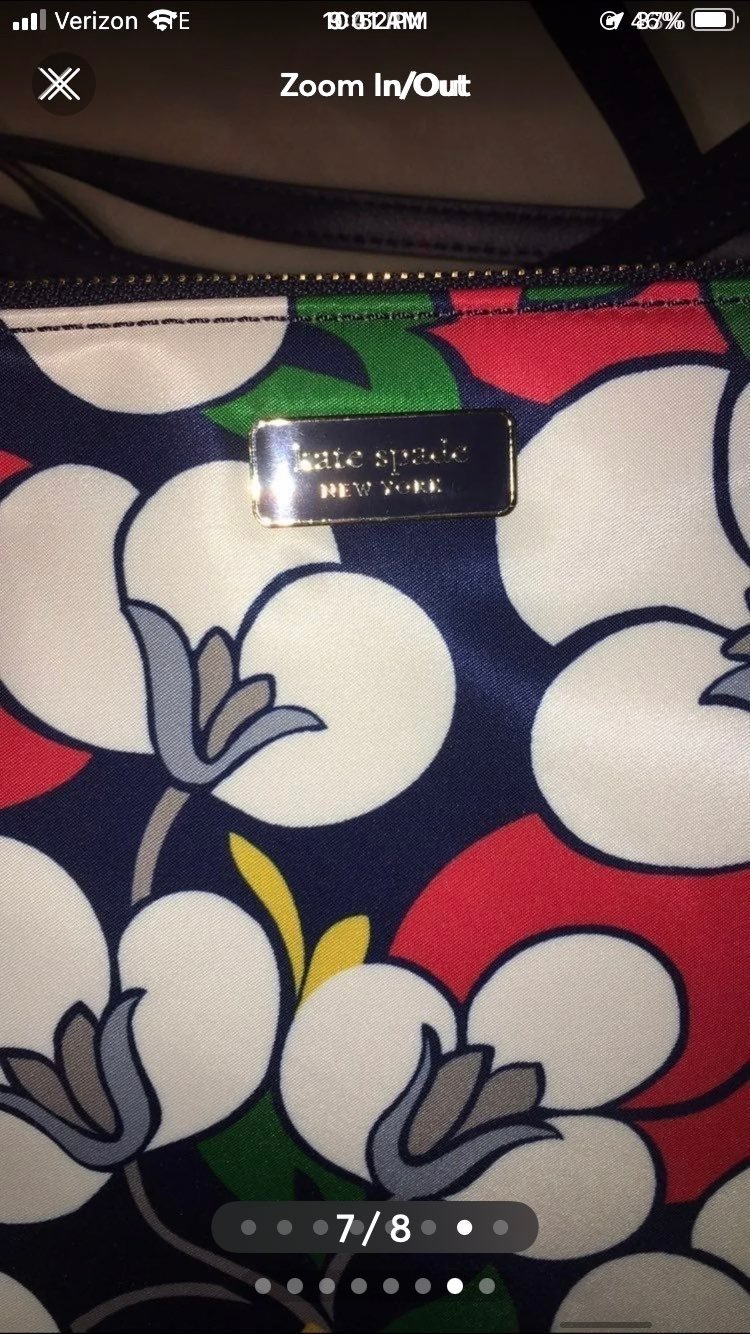 Verizon
Zoom In/Out
kate spade
NEW YORK
7/8